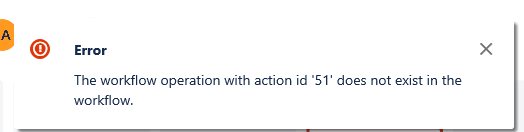 A
Error
The workflow operation with action id '51' does not exist in the
workflow.